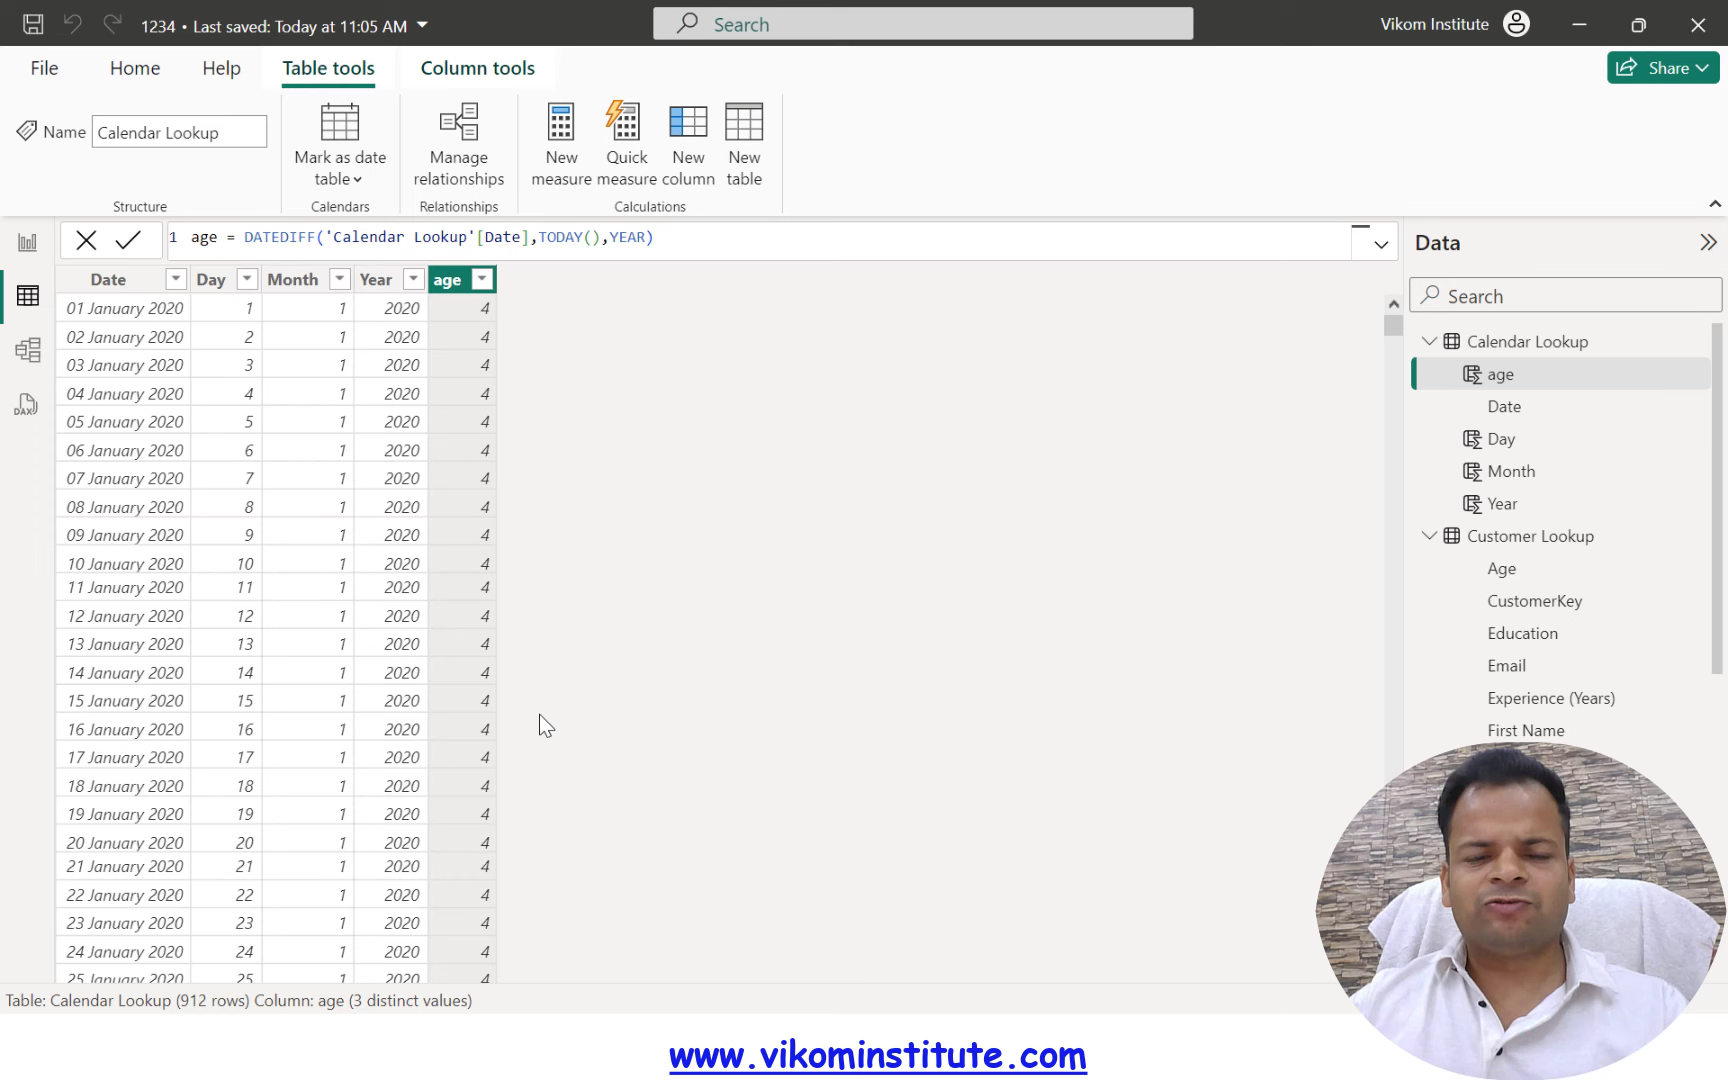 1234 • Last saved: Today at 11:05 AM
Search
Vikom Institute
File Home Help Table tools Column tools
Share
Name Calendar Lookup
Mark as date table
Manage relationships
New measure
Quick measure
New column
New table
Structure Calendars Relationships Calculations
1 age = DATEDIFF('Calendar Lookup'[Date],TODAY(),YEAR)
Date Day Month Year age
01 January 2020 1 1 2020 4
02 January 2020 2 1 2020 4
03 January 2020 3 1 2020 4
04 January 2020 4 1 2020 4
05 January 2020 5 1 2020 4
06 January 2020 6 1 2020 4
07 January 2020 7 1 2020 4
08 January 2020 8 1 2020 4
09 January 2020 9 1 2020 4
10 January 2020 10 1 2020 4
11 January 2020 11 1 2020 4
12 January 2020 12 1 2020 4
13 January 2020 13 1 2020 4
14 January 2020 14 1 2020 4
15 January 2020 15 1 2020 4
16 January 2020 16 1 2020 4
17 January 2020 17 1 2020 4
18 January 2020 18 1 2020 4
19 January 2020 19 1 2020 4
20 January 2020 20 1 2020 4
21 January 2020 21 1 2020 4
22 January 2020 22 1 2020 4
23 January 2020 23 1 2020 4
24 January 2020 24 1 2020 4
25 January 2020 25 1 2020 4
Data
Search
Calendar Lookup
age
Date
Day
Month
Year
Customer Lookup
Age
CustomerKey
Education
Email
Experience (Years)
First Name
DAX
Table: Calendar Lookup (912 rows) Column: age (3 distinct values)
www.vikominstitute.com